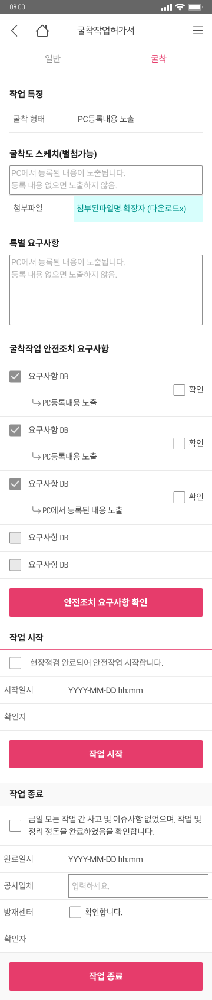 08:00
굴착작업허가서
일반
굴착
작업 특징
굴착 형태 PC등록내용 노출
굴착도 스케치(별첨가능)
PC에서 등록된 내용이 노출됩니다.
등록 내용 없으면 노출하지 않음.
첨부파일 첨부된파일명.확장자 (다운로드x)
특별 요구사항
PC에서 등록된 내용이 노출됩니다.
등록 내용 없으면 노출하지 않음.
굴착작업 안전조치 요구사항
요구사항 DB
확인
PC등록내용 노출
요구사항 DB
확인
PC등록내용 노출
요구사항 DB
확인
PC에서 등록된 내용 노출
요구사항 DB
요구사항 DB
안전조치 요구사항 확인
작업 시작
현장점검 완료되어 안전작업 시작합니다.
시작일시 YYYY-MM-DD hh:mm
확인자
작업 시작
작업 종료
금일 모든 작업 간 사고 및 이슈사항 없었으며, 작업 및
정리 정돈을 완료하였음을 확인합니다.
완료일시 YYYY-MM-DD hh:mm
공사업체 입력하세요.
방재센터 확인합니다.
확인자
작업 종료